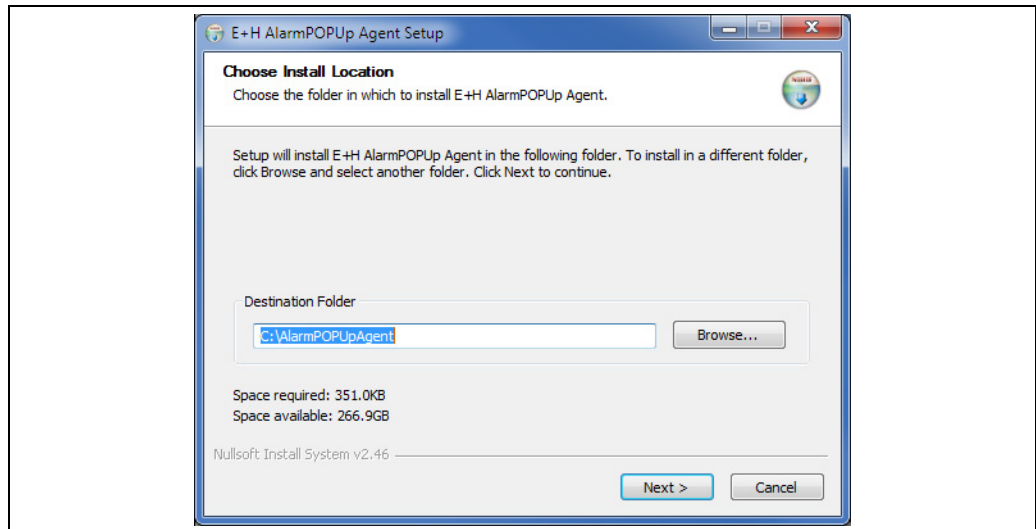 E+H AlarmPOPUp Agent Setup
Choose Install Location
Choose the folder in which to install E+H AlarmPOPUp Agent.
Setup will install E+H AlarmPOPUp Agent in the following folder. To install in a different folder,
click Browse and select another folder. Click Next to continue.
Destination Folder
C:\AlarmPOPUpAgent
Browse...
Space required: 351.0KB
Space available: 266.9GB
Nullsoft Install System v2.46
Next >
Cancel